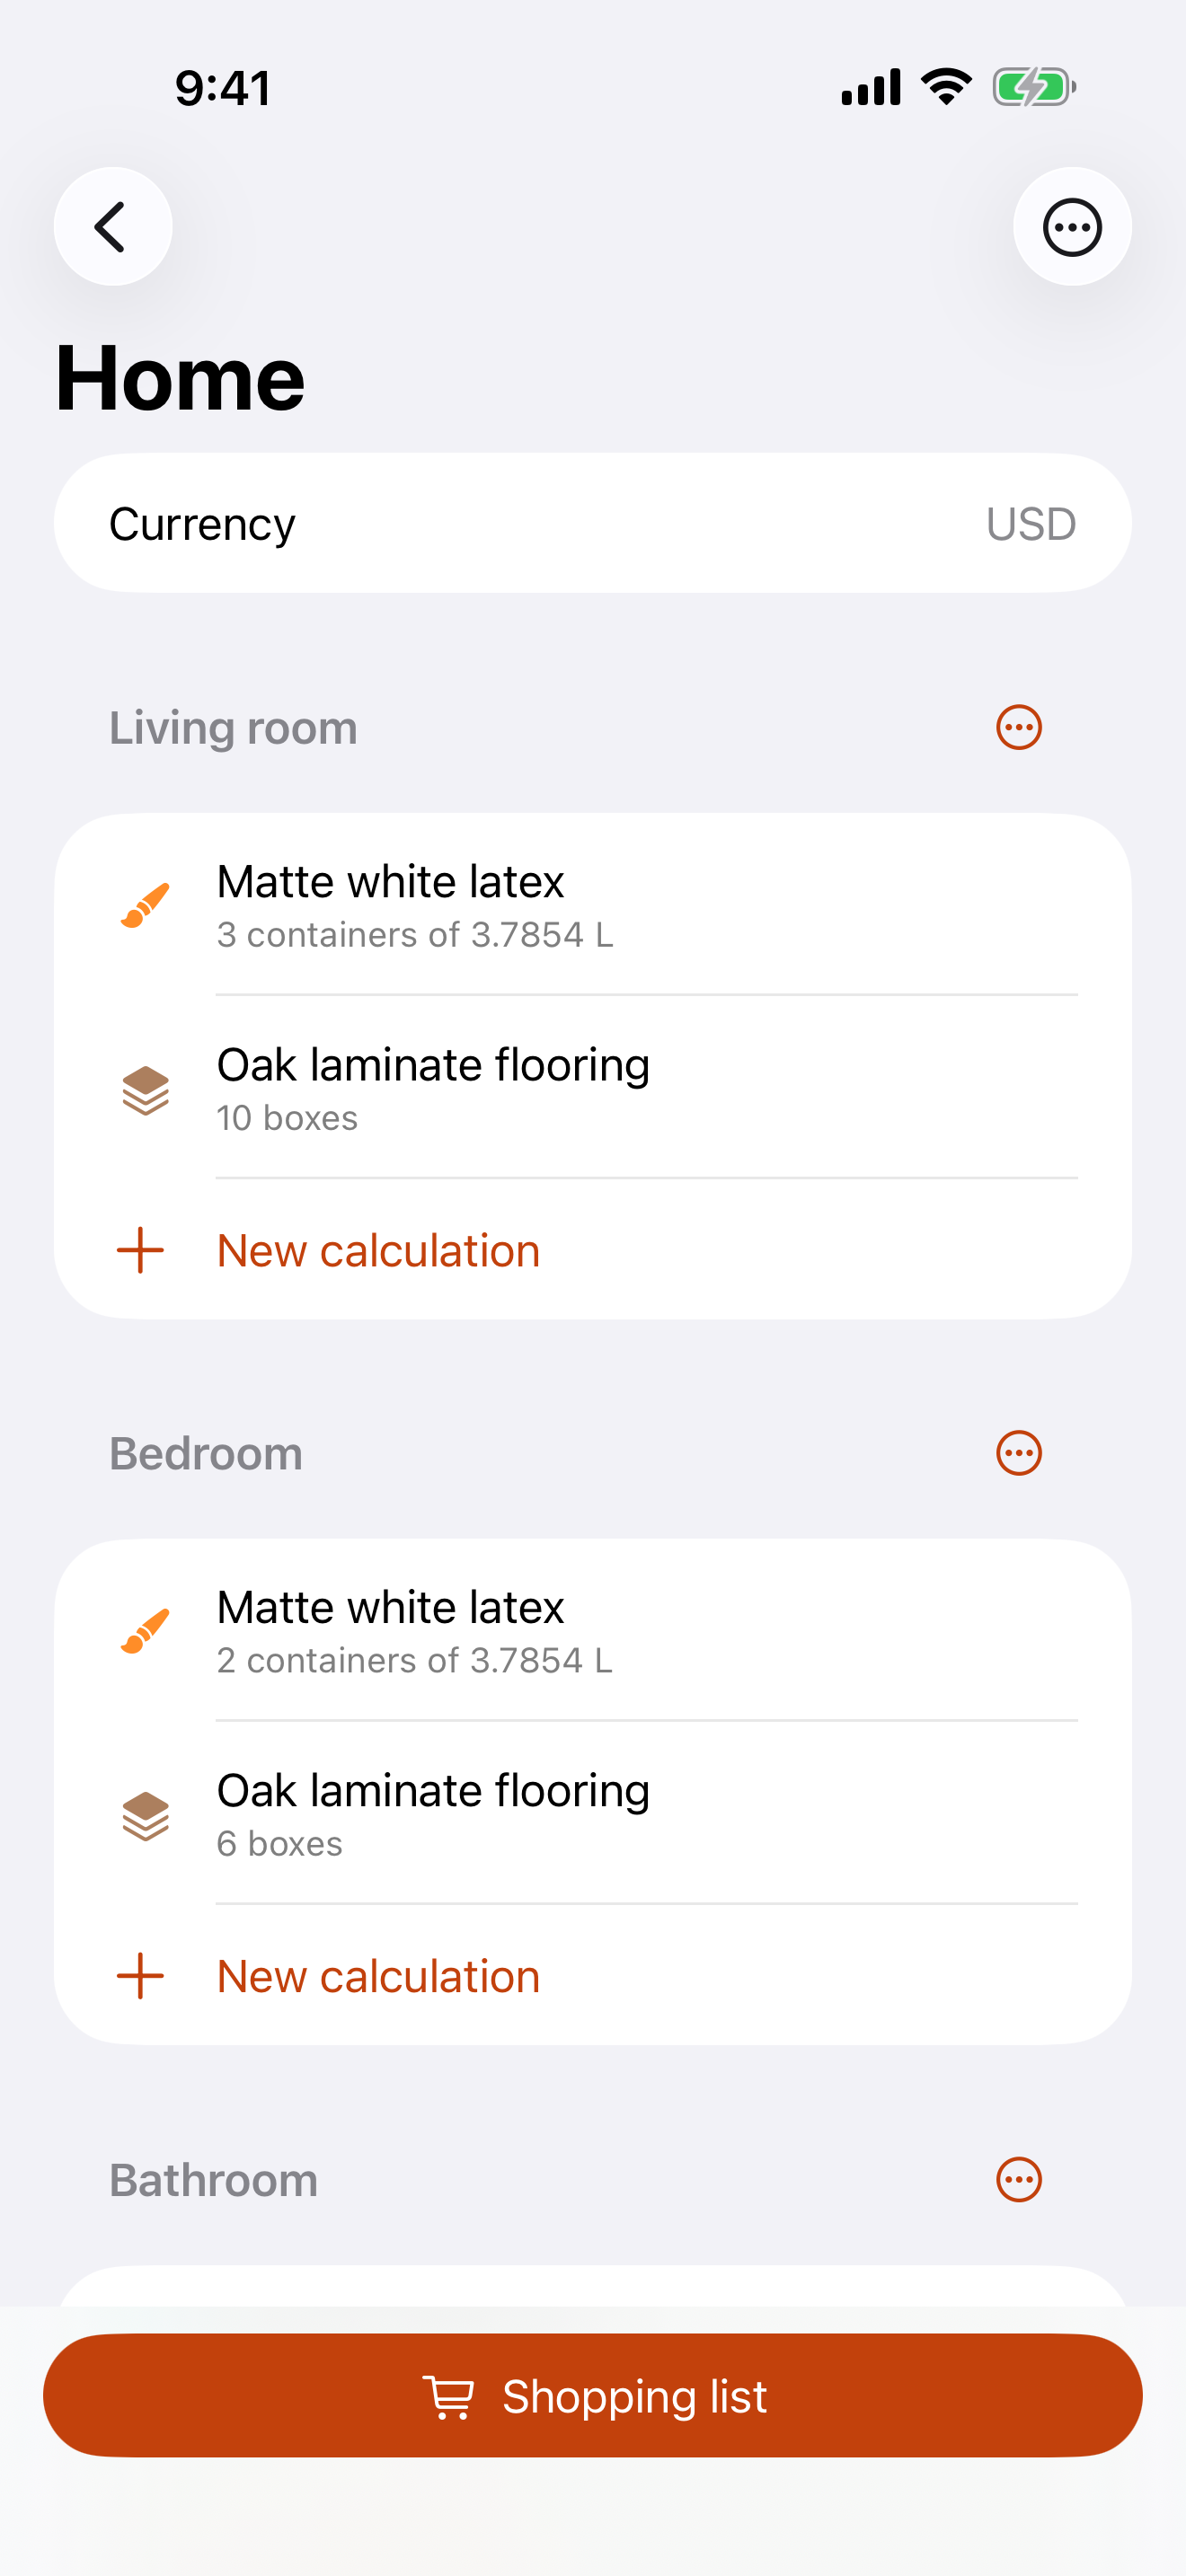 9:41
Home
Currency USD
Living room
Matte white latex
3 containers of 3.7854 L
Oak laminate flooring
10 boxes
New calculation
Bedroom
Matte white latex
2 containers of 3.7854 L
Oak laminate flooring
6 boxes
New calculation
Bathroom
Shopping list